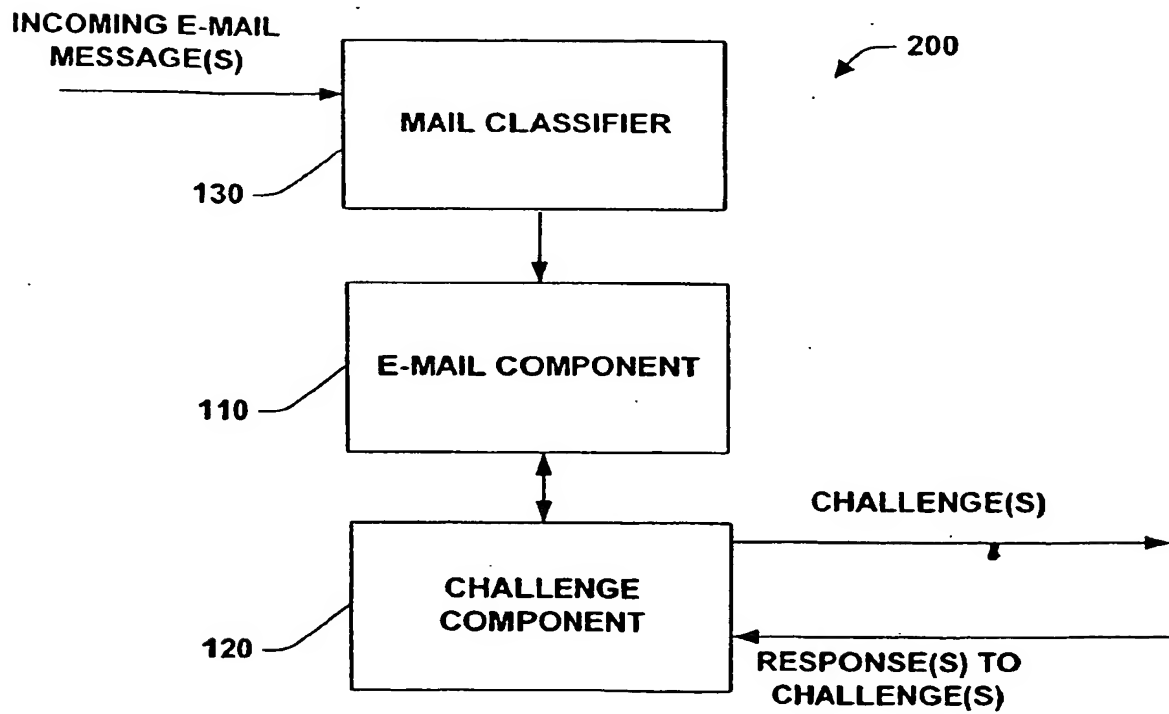 INCOMING E-MAIL
MESSAGE(S)
200
MAIL CLASSIFIER
130
E-MAIL COMPONENT
110
CHALLENGE(S)
CHALLENGE
COMPONENT
120
RESPONSE(S) TO
CHALLENGE(S)